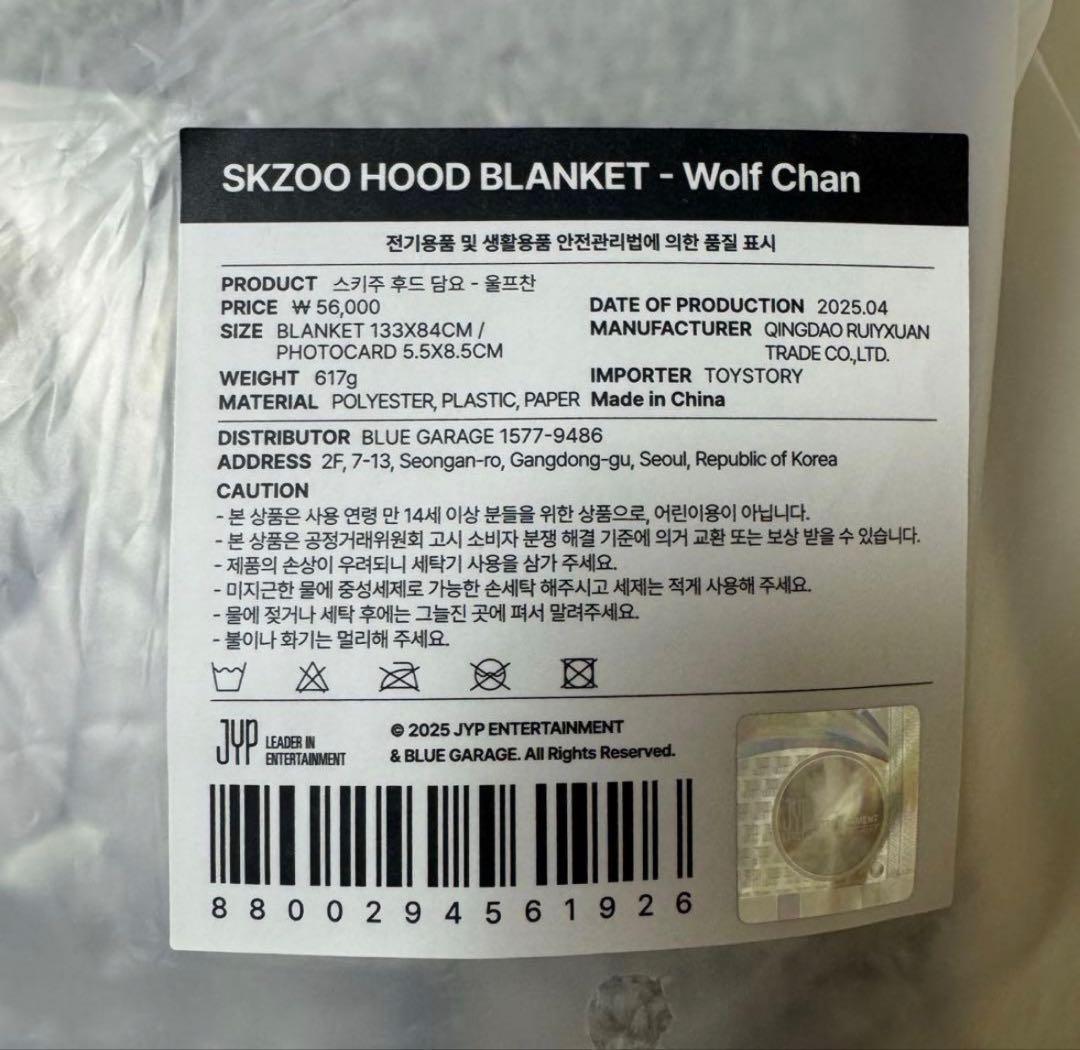 SKZOO HOOD BLANKET - Wolf Chan
전기용품 및 생활용품 안전관리법에 의한 품질 표시
PRODUCT 스키주 후드 담요 - 울프찬
PRICE ₩ 56,000
SIZE BLANKET 133X84CM /
PHOTOCARD 5.5X8.5CM
WEIGHT 617g
MATERIAL POLYESTER, PLASTIC, PAPER
DATE OF PRODUCTION 2025.04
MANUFACTURER QINGDAO RUIYXUAN
TRADE CO.,LTD.
IMPORTER TOYSTORY
Made in China
DISTRIBUTOR BLUE GARAGE 1577-9486
ADDRESS 2F, 7-13, Seongan-ro, Gangdong-gu, Seoul, Republic of Korea
CAUTION
- 본 상품은 사용 연령 만 14세 이상 분들을 위한 상품으로, 어린이용이 아닙니다.
- 본 상품은 공정거래위원회 고시 소비자 분쟁 해결 기준에 의거 교환 또는 보상 받을 수 있습니다.
- 제품의 손상이 우려되니 세탁기 사용을 삼가 주세요.
- 미지근한 물에 중성세제로 가능한 손세탁 해주시고 세제는 적게 사용해 주세요.
- 물에 젖거나 세탁 후에는 그늘진 곳에 펴서 말려주세요.
- 불이나 화기는 멀리해 주세요.
JYP LEADER IN
ENTERTAINMENT
© 2025 JYP ENTERTAINMENT
& BLUE GARAGE. All Rights Reserved.
8800294561926
JYP